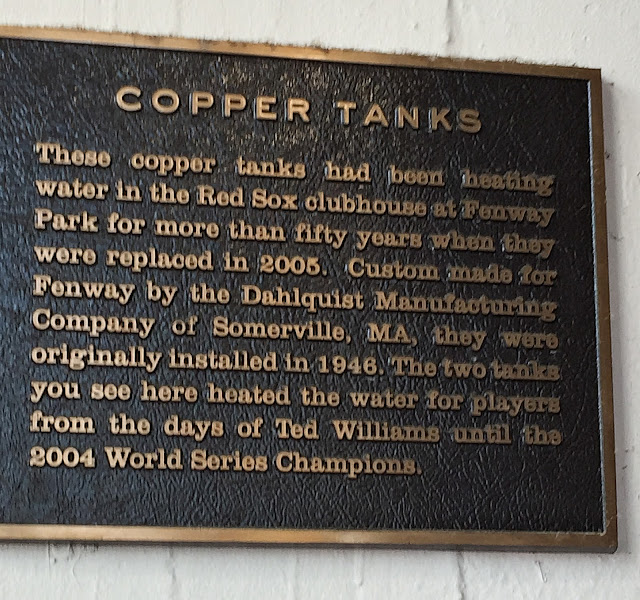 COPPER TANKS
These copper tanks had been heating
water in the Red Sox clubhouse at Fenway
Park for more than fifty years when they
were replaced in 2005. Custom made for
Fenway by the Dahlquist Manufacturing
Company of Somerville, MA, they were
originally installed in 1946. The two tanks
you see here heated the water for players
from the days of Ted Williams until the
2004 World Series Champions.